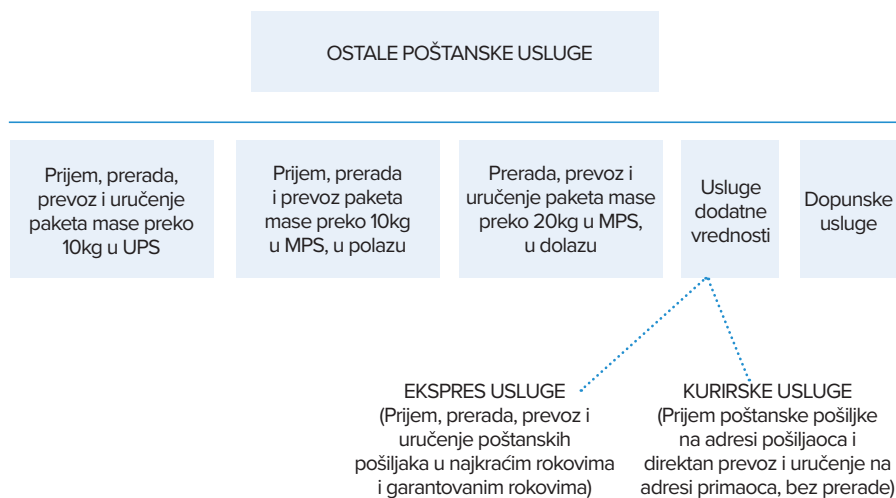 OSTALE POŠTANSKE USLUGE
Prijem, prerada,
prevoz i uručenje
paketa mase preko
10kg u UPS
Prijem, prerada
i prevoz paketa
mase preko 10kg
u MPS, u polazu
Prerada, prevoz i
uručenje paketa mase
preko 20kg u MPS,
u dolazu
Usluge
dodatne
vrednosti
Dopunske
usluge
EKSPRES USLUGE
(Prijem, prerada, prevoz i
uručenje poštanskih
pošiljaka u najkraćim rokovima
i garantovanim rokovima)
KURIRSKE USLUGE
(Prijem poštanske pošiljke
na adresi pošiljaoca i
direktan prevoz i uručenje na
adresi primaoca, bez prerade)